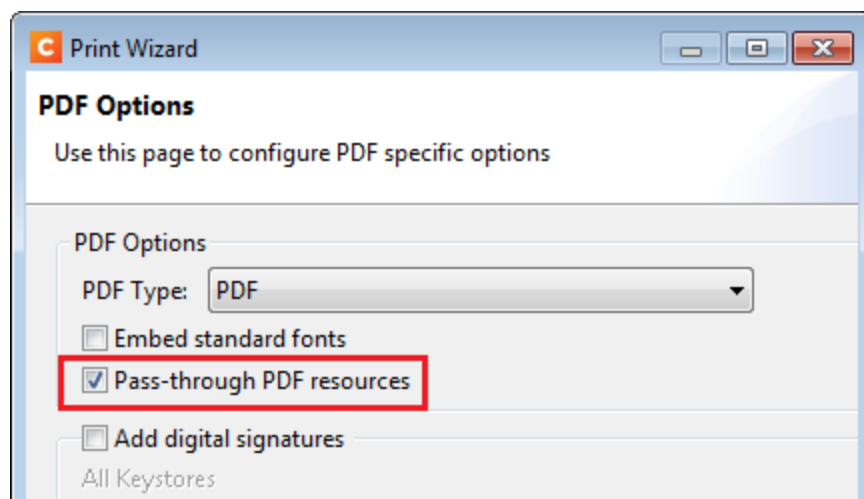 C Print Wizard
PDF Options
Use this page to configure PDF specific options
PDF Options
PDF Type: PDF
Embed standard fonts
Pass-through PDF resources
Add digital signatures
All Keystores